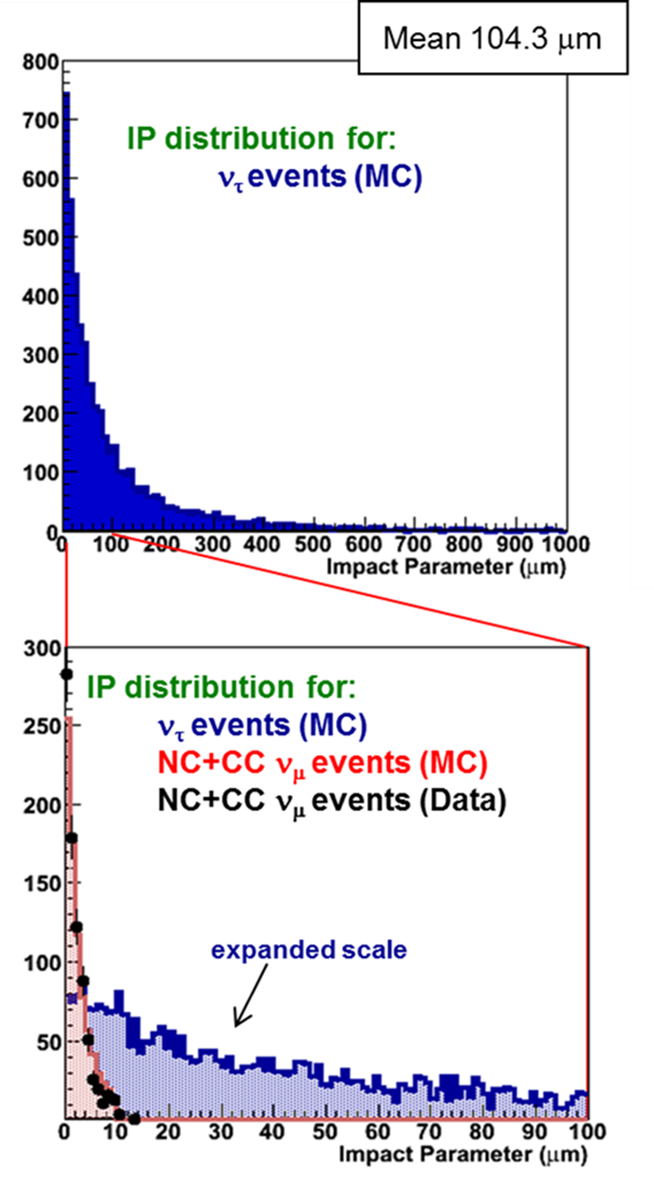 Mean 104.3 μm
800
700
600
500
400
300
200
100
0
IP distribution for:
ντ events (MC)
0 100 200 300 400 500 600 700 800 900 1000
Impact Parameter (μm)
300
250
200
150
100
50
IP distribution for:
ντ events (MC)
NC+CC νμ events (MC)
NC+CC νμ events (Data)
expanded scale
0 10 20 30 40 50 60 70 80 90 100
Impact Parameter (μm)